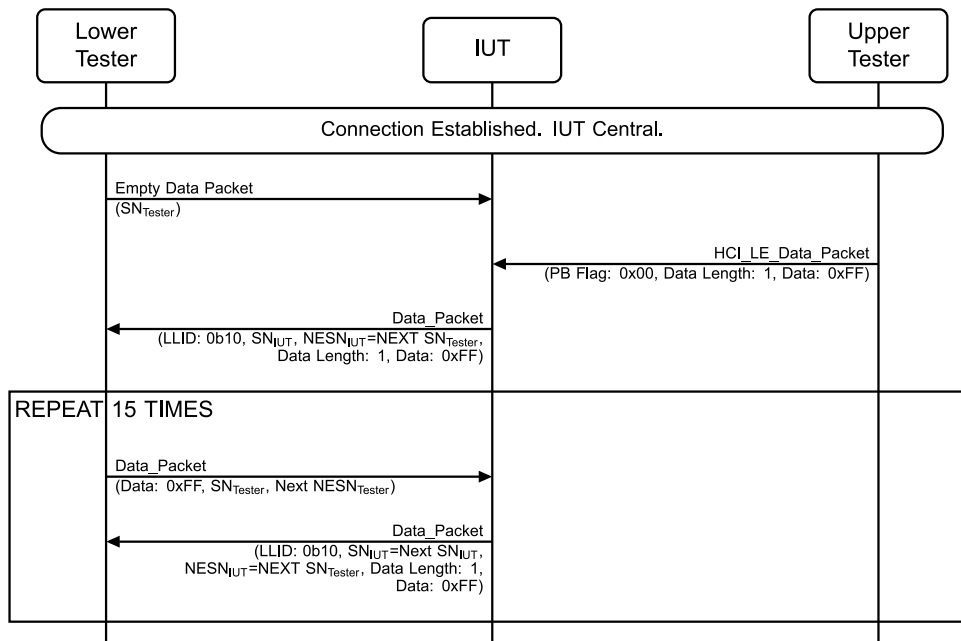 Lower
Tester
IUT
Upper
Tester
Connection Established. IUT Central.
Empty Data Packet
(SNTester)
HCI_LE_Data_Packet
(PB Flag: 0x00, Data Length: 1, Data: 0xFF)
Data_Packet
(LLID: 0b10, SNIUT, NESNIUT=NEXT SNTester,
Data Length: 1, Data: 0xFF)
REPEAT 15 TIMES
Data_Packet
(Data: 0xFF, SNTester, Next NESNTester)
Data_Packet
(LLID: 0b10, SNIUT=Next SNIUT,
NESNIUT=NEXT SNTester, Data Length: 1,
Data: 0xFF)